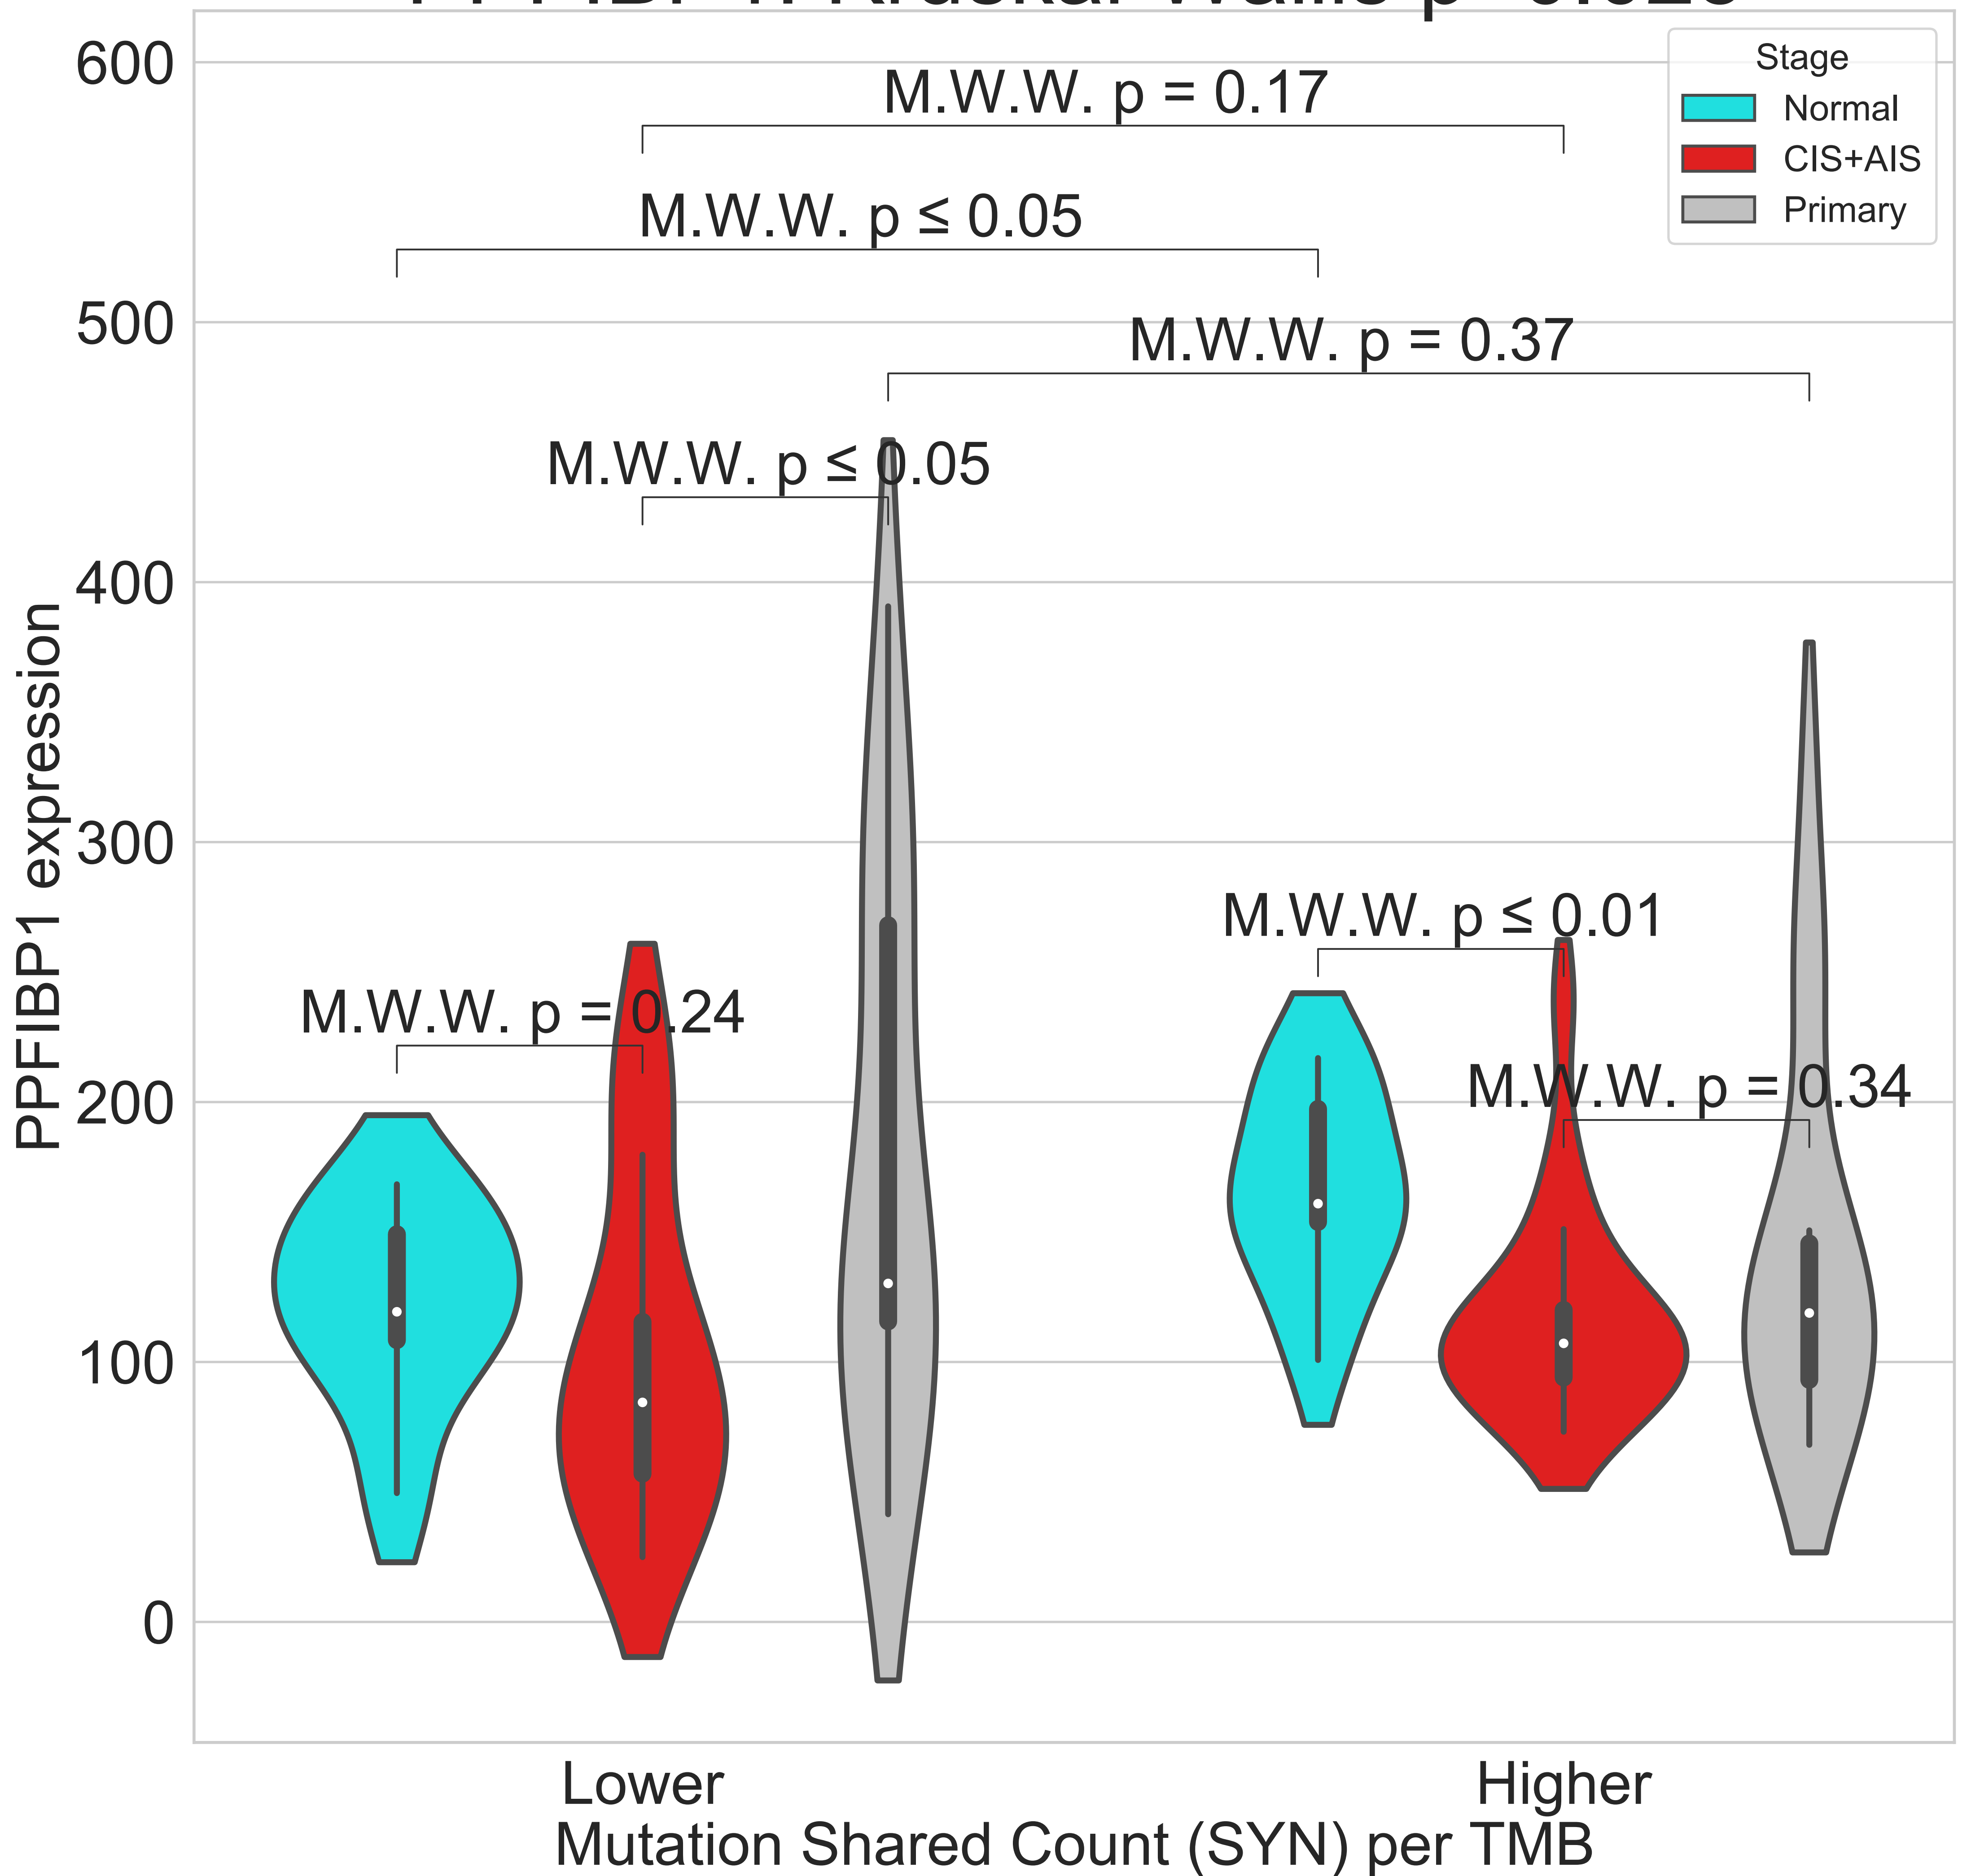 600
M.W.W. p = 0.17
Stage
Normal
CIS+AIS
Primary
M.W.W. p ≤ 0.05
500
M.W.W. p = 0.37
M.W.W. p ≤ 0.05
400
300
M.W.W. p ≤ 0.01
M.W.W. p = 0.24
200
M.W.W. p = 0.34
100
0
PPFIBP1 expression
Lower
Higher
Mutation Shared Count (SYN) per TMB